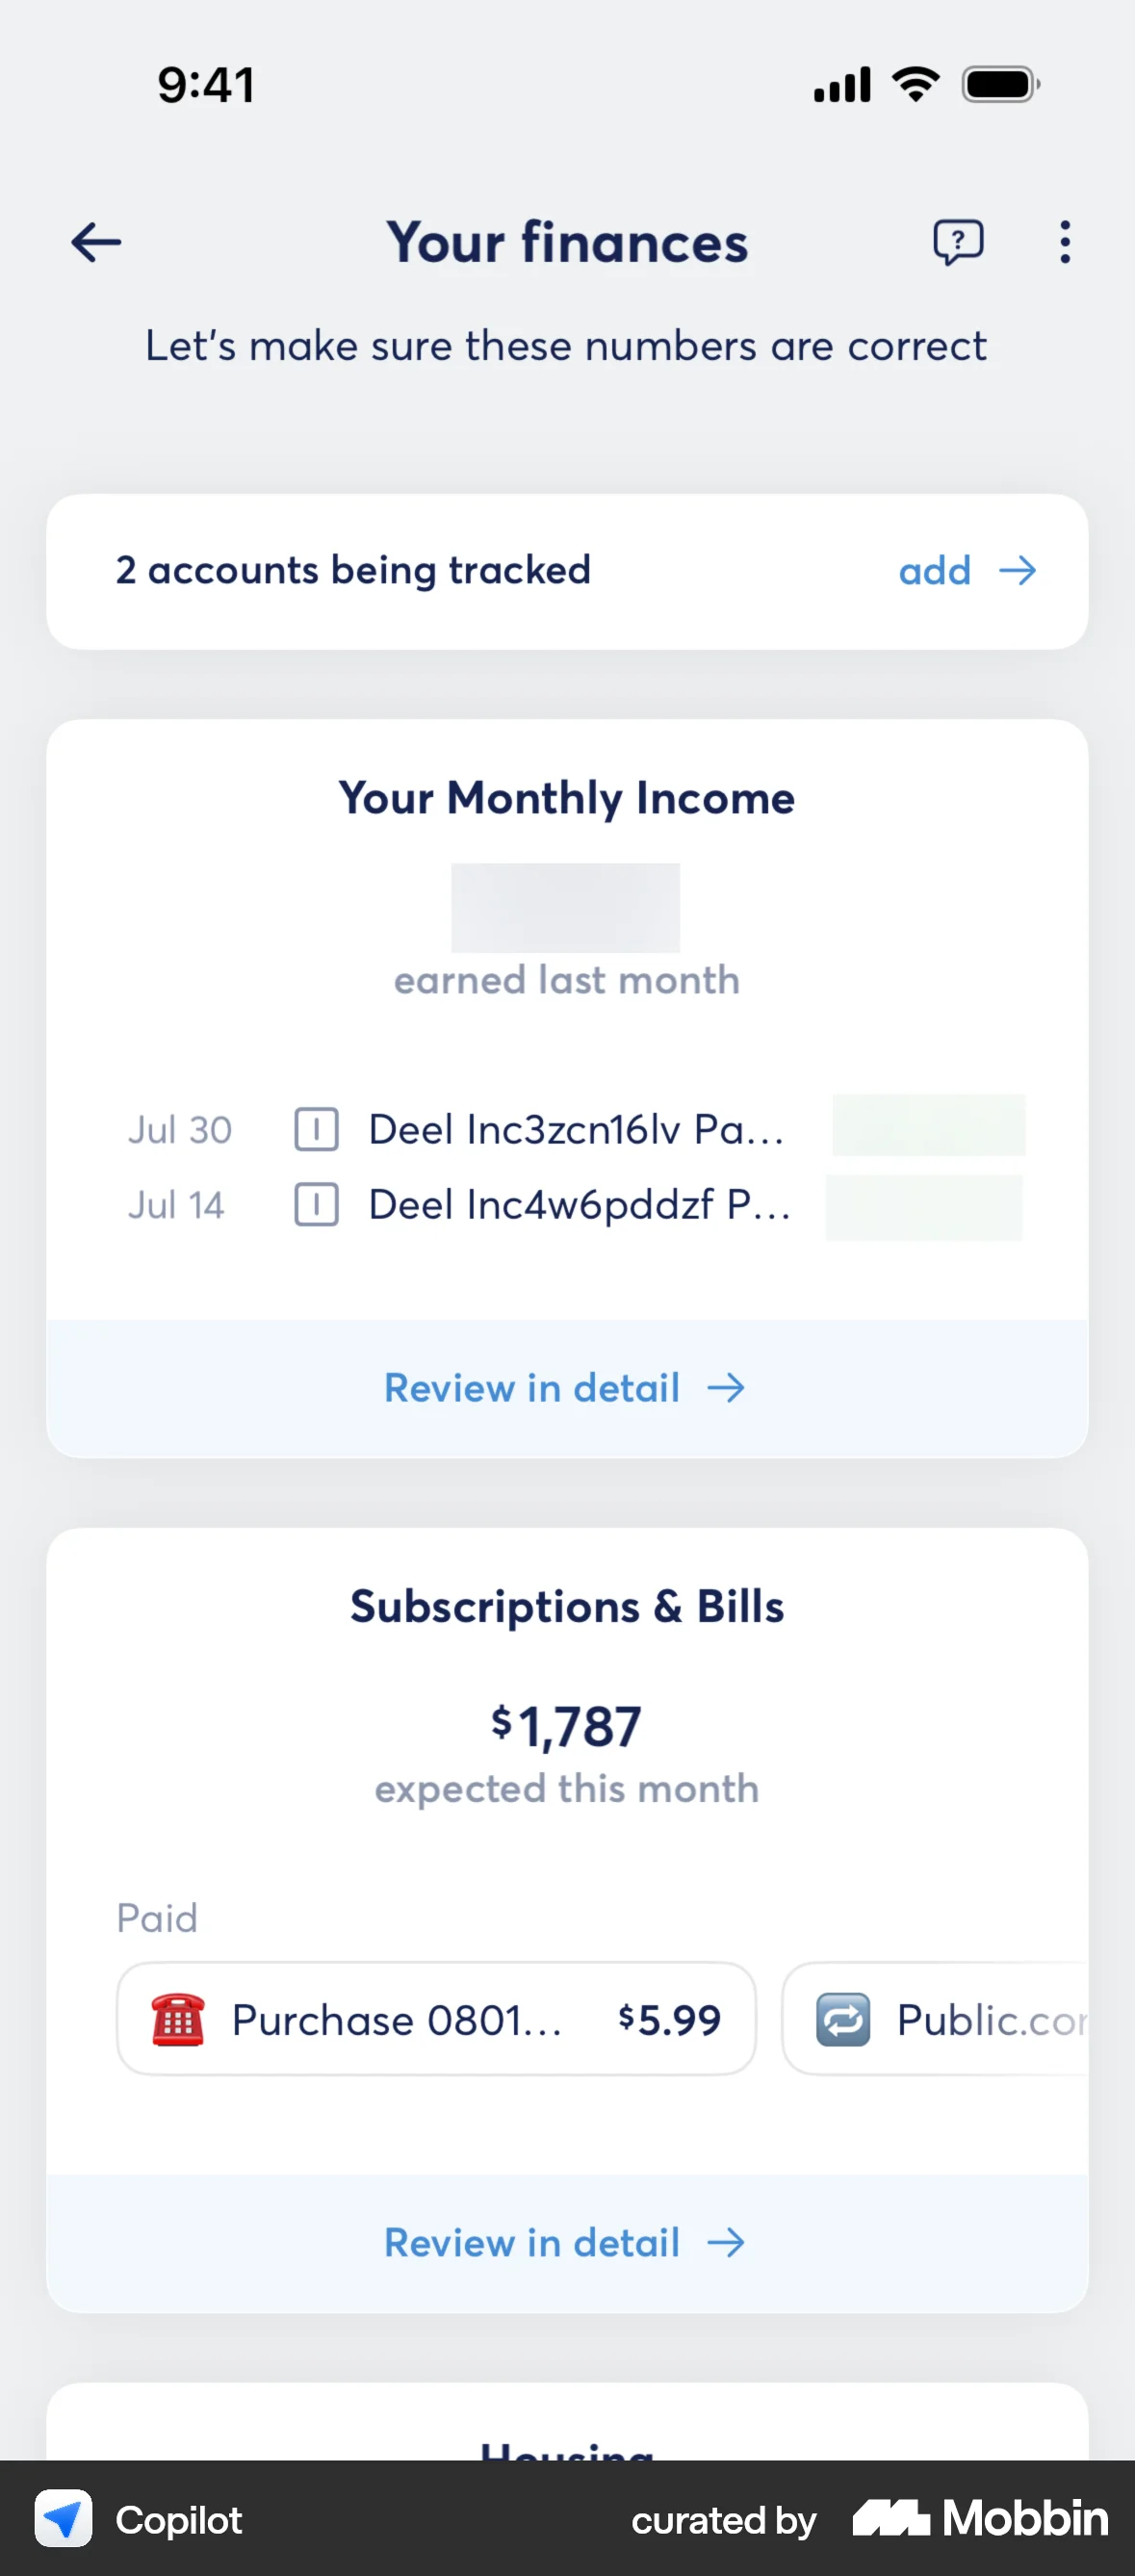 9:41
Your finances
?
Let's make sure these numbers are correct
2 accounts being tracked add →
Your Monthly Income
earned last month
Jul 30 Deel Inc3zcn16lv Pa...
Jul 14 Deel Inc4w6pddzf P...
Review in detail →
Subscriptions & Bills
$1,787
expected this month
Paid
Purchase 0801... $5.99 Public.com
Review in detail →
Housing
Copilot curated by Mobbin